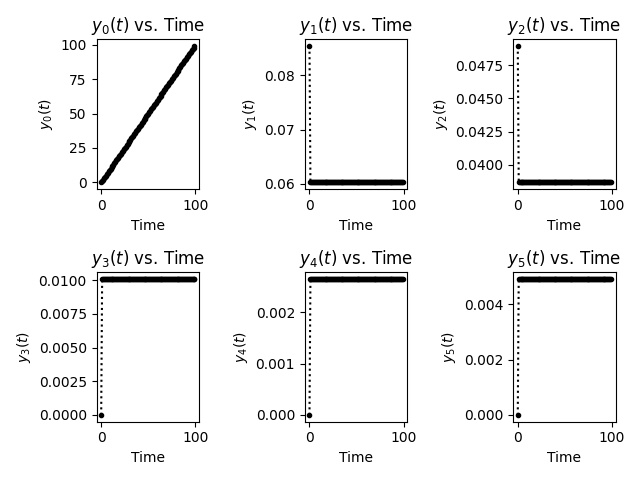 y₀(t) vs. Time
y₁(t) vs. Time
y₂(t) vs. Time
100
75
50
25
0
y₀(t)
0 100
Time
0.08
0.07
0.06
y₁(t)
0 100
Time
0.0475
0.0450
0.0425
0.0400
y₂(t)
0 100
Time
y₃(t) vs. Time
y₄(t) vs. Time
y₅(t) vs. Time
0.0100
0.0075
0.0050
0.0025
0.0000
y₃(t)
0 100
Time
0.002
0.001
0.000
y₄(t)
0 100
Time
0.004
0.002
0.000
y₅(t)
0 100
Time